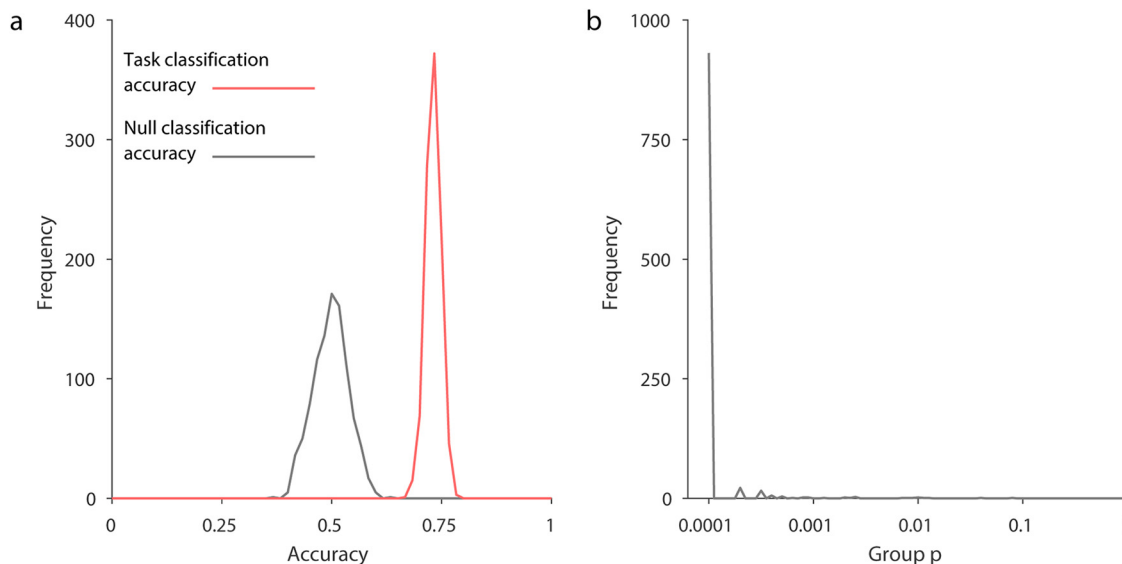 a
400
300
200
100
0
Frequency
Task classification
accuracy
Null classification
accuracy
0 0.25 0.5 0.75 1
Accuracy
b
1000
750
500
250
0
Frequency
0.0001 0.001 0.01 0.1
Group p